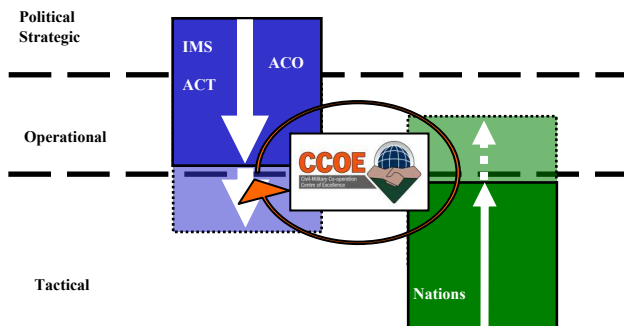 Political
Strategic
IMS
ACO
ACT
Operational
CCOE
Civil-Military Co-operation
Centre of Excellence
Tactical
Nations